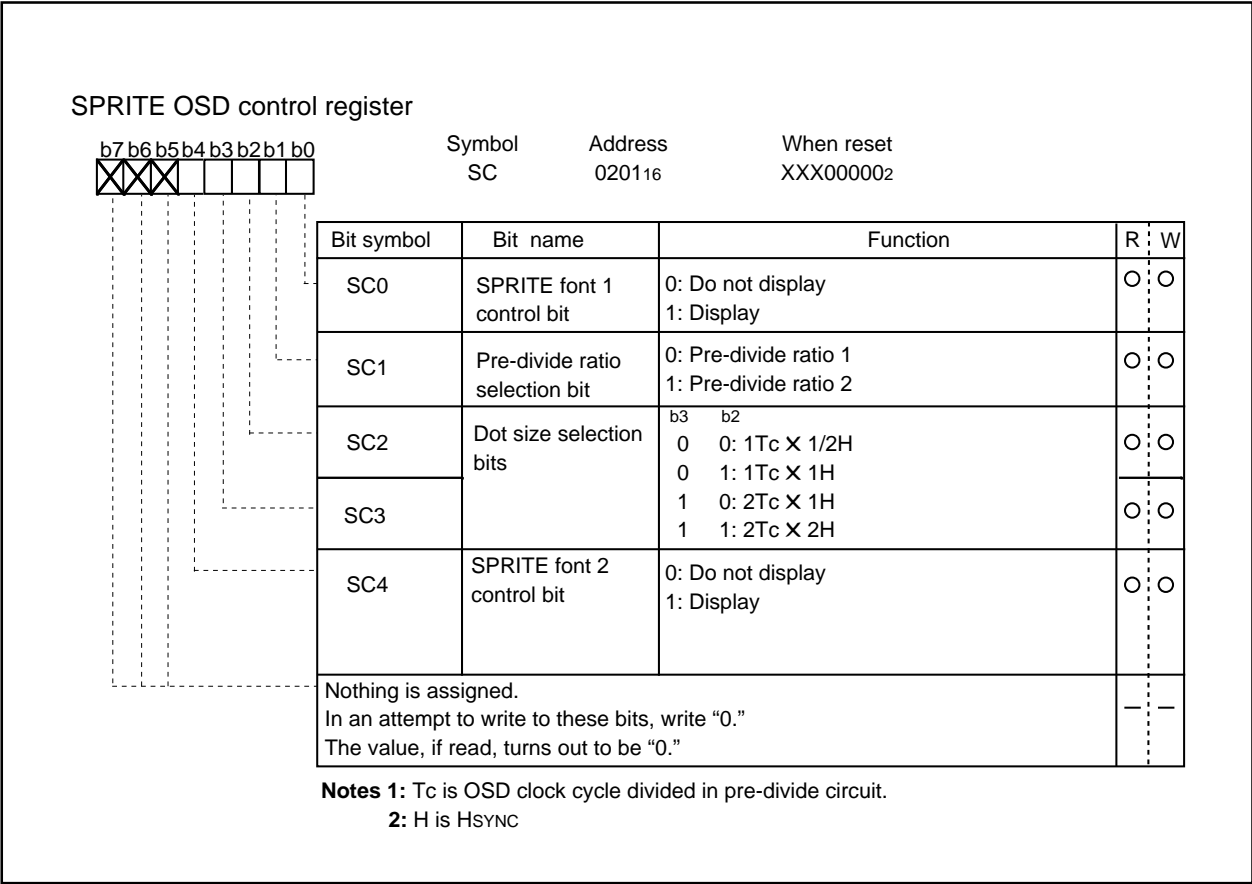 SPRITE OSD control register
b7 b6 b5 b4 b3 b2 b1 b0
Symbol Address When reset
SC 020116 XXX000002
Bit symbol Bit name Function R W
SC0 SPRITE font 1 control bit 0: Do not display O O
1: Display
SC1 Pre-divide ratio selection bit 0: Pre-divide ratio 1 O O
1: Pre-divide ratio 2
SC2 Dot size selection bits b3 b2 O O
0 0: 1Tc X 1/2H
0 1: 1Tc X 1H
SC3 1 0: 2Tc X 1H O O
1 1: 2Tc X 2H
SC4 SPRITE font 2 control bit 0: Do not display O O
1: Display
Nothing is assigned.
In an attempt to write to these bits, write “0.” – –
The value, if read, turns out to be “0.”
Notes 1: Tc is OSD clock cycle divided in pre-divide circuit.
2: H is HSYNC